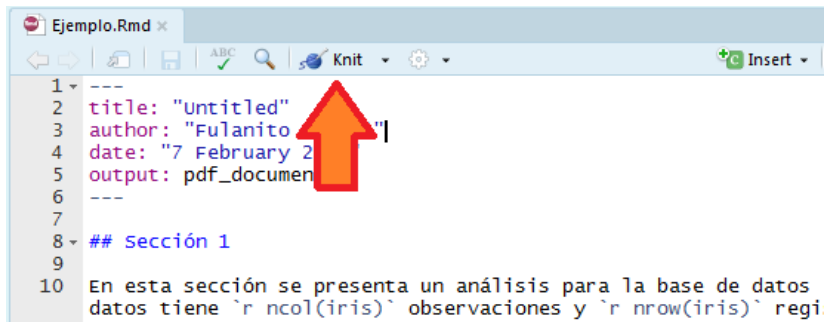 Ejemplo.Rmd
ABC Knit Insert
1 ---
2 title: "Untitled"
3 author: "Fulanito "
4 date: "7 February 2
5 output: pdf_documen
6 ---
7
8 ## Sección 1
9
10 En esta sección se presenta un análisis para la base de datos
datos tiene `r ncol(iris)` observaciones y `r nrow(iris)` regi